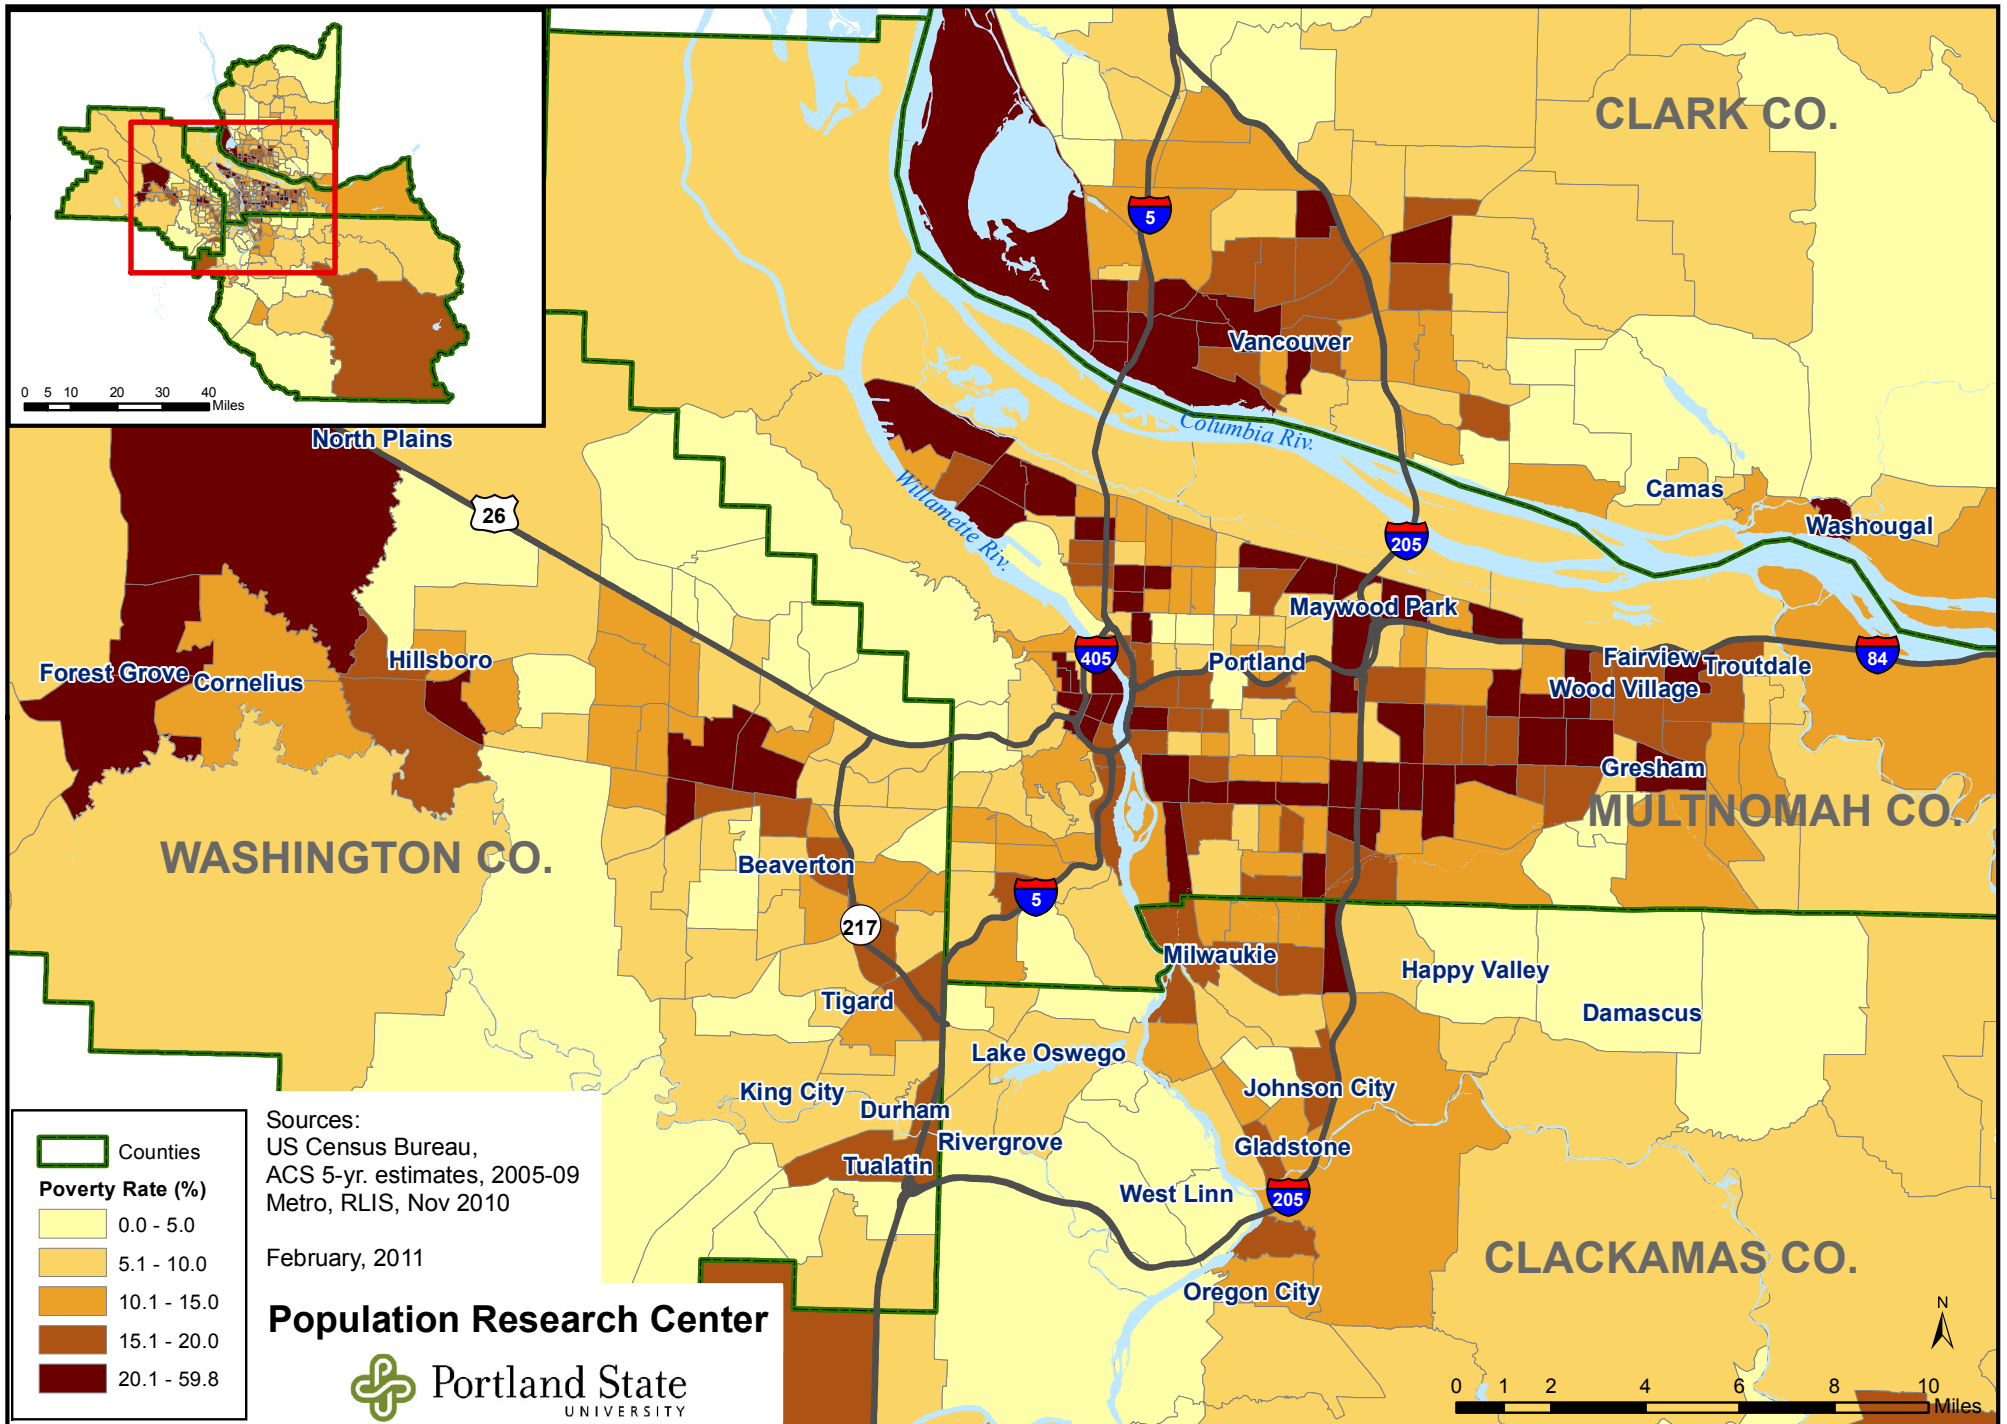 0 5 10 20 30 40
Miles
CLARK CO.
5
Vancouver
Columbia Riv.
North Plains
26
Willamette Riv.
Camas
Washougal
205
Maywood Park
405
Portland
Fairview
Troutdale
84
Wood Village
Forest Grove
Cornelius
Hillsboro
Gresham
MULTNOMAH CO.
WASHINGTON CO.
Beaverton
5
217
Milwaukie
Happy Valley
Tigard
Damascus
Lake Oswego
King City
Johnson City
Durham
Rivergrove
Gladstone
Tualatin
West Linn
205
Oregon City
CLACKAMAS CO.
Counties
Poverty Rate (%)
0.0 - 5.0
5.1 - 10.0
10.1 - 15.0
15.1 - 20.0
20.1 - 59.8
Sources:
US Census Bureau,
ACS 5-yr. estimates, 2005-09
Metro, RLIS, Nov 2010
February, 2011
Population Research Center
Portland State
UNIVERSITY
N
0 1 2 4 6 8 10
Miles